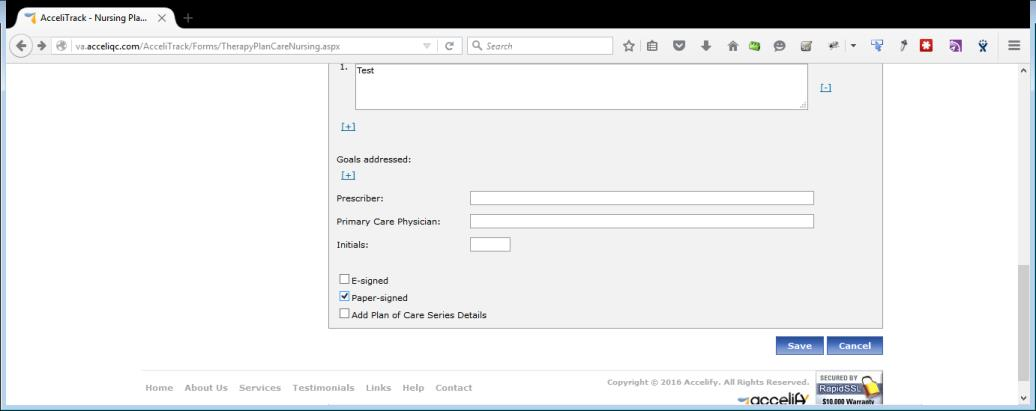 AcceliTrack - Nursing Pla...
va.acceliqc.com/AcceliTrack/Forms/TherapyPlanCareNursing.aspx
Search
1. Test
[-]
[+]
Goals addressed:
[+]
Prescriber:
Primary Care Physician:
Initials:
E-signed
Paper-signed
Add Plan of Care Series Details
Save Cancel
Home About Us Services Testimonials Links Help Contact
Copyright © 2016 Accelify. All Rights Reserved.
accelify
SECURED BY
RapidSSL
$10,000 Warranty